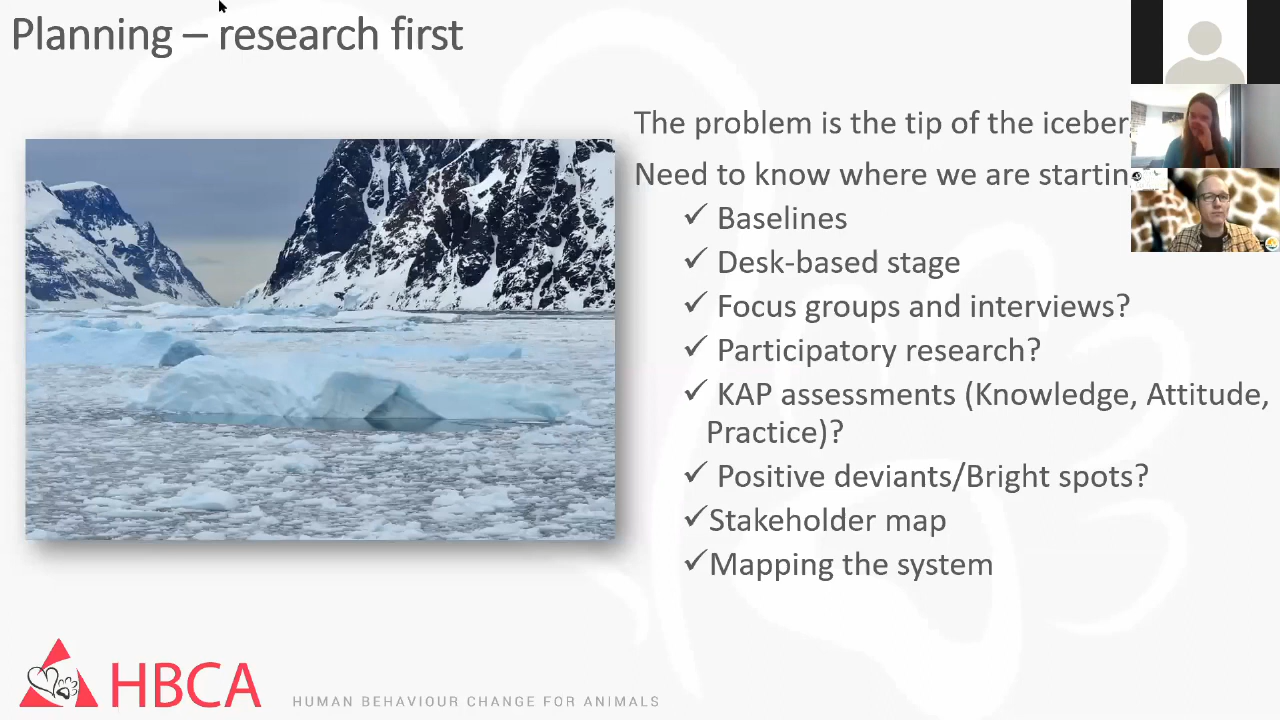 Planning – research first
The problem is the tip of the iceber
Need to know where we are startin
✓ Baselines
✓ Desk-based stage
✓ Focus groups and interviews?
✓ Participatory research?
✓ KAP assessments (Knowledge, Attitude,
Practice)?
✓ Positive deviants/Bright spots?
✓Stakeholder map
✓Mapping the system
HBCA
HUMAN BEHAVIOUR CHANGE FOR ANIMALS